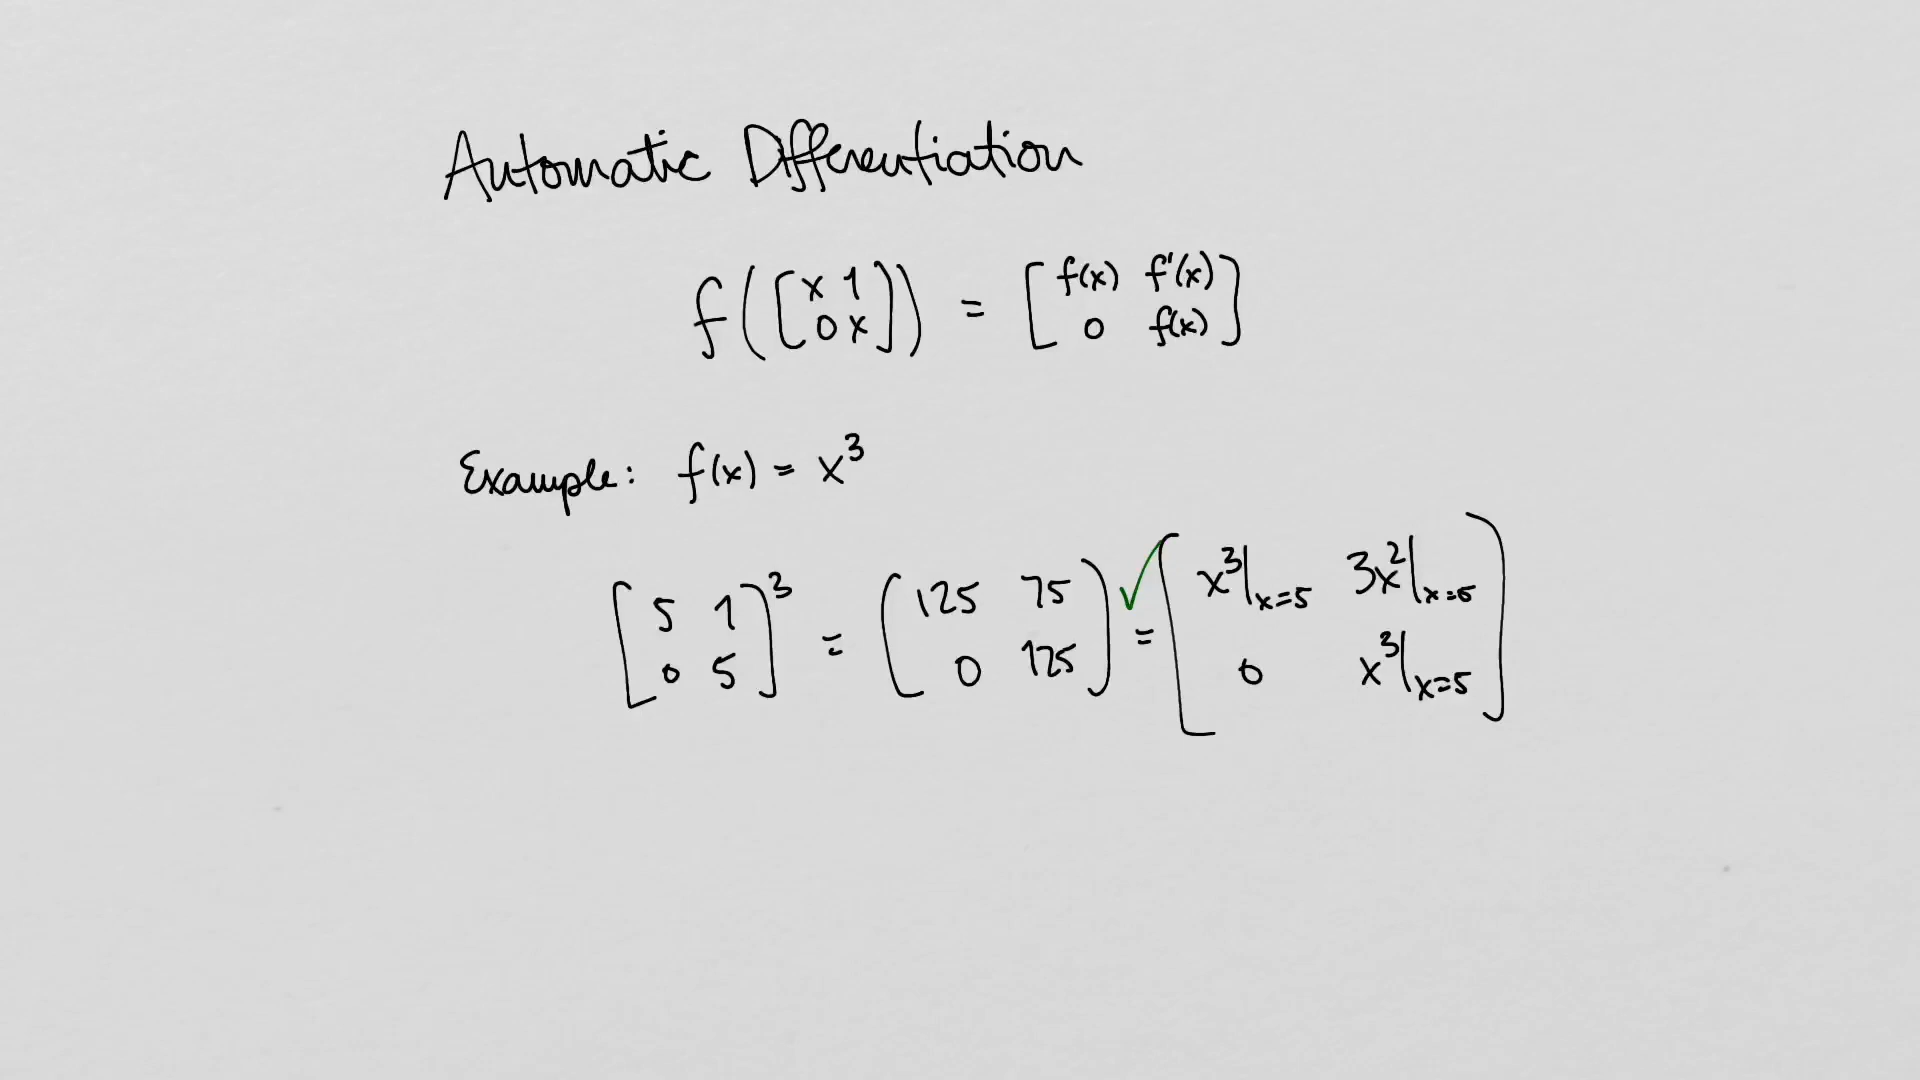 Automatic Differentiation
f([x 1; 0 x]) = [f(x) f'(x); 0 f(x)]
Example: f(x) = x³
[5 1; 0 5]³ = (125 75; 0 125) ✓= [x³|x=5 3x²|x=5; 0 x³|x=5]